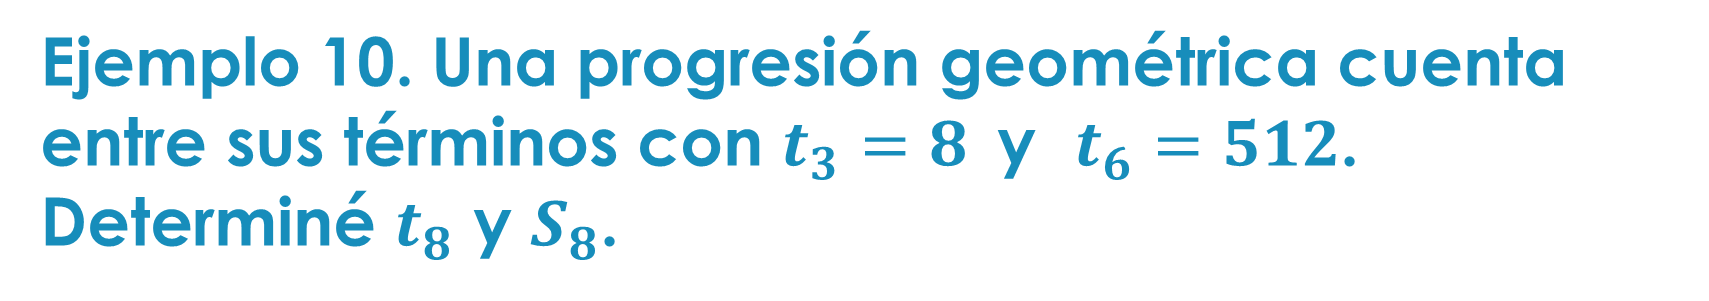 Ejemplo 10. Una progresión geométrica cuenta
entre sus términos con t₃ = 8 y t₆ = 512.
Determiné t₈ y S₈.